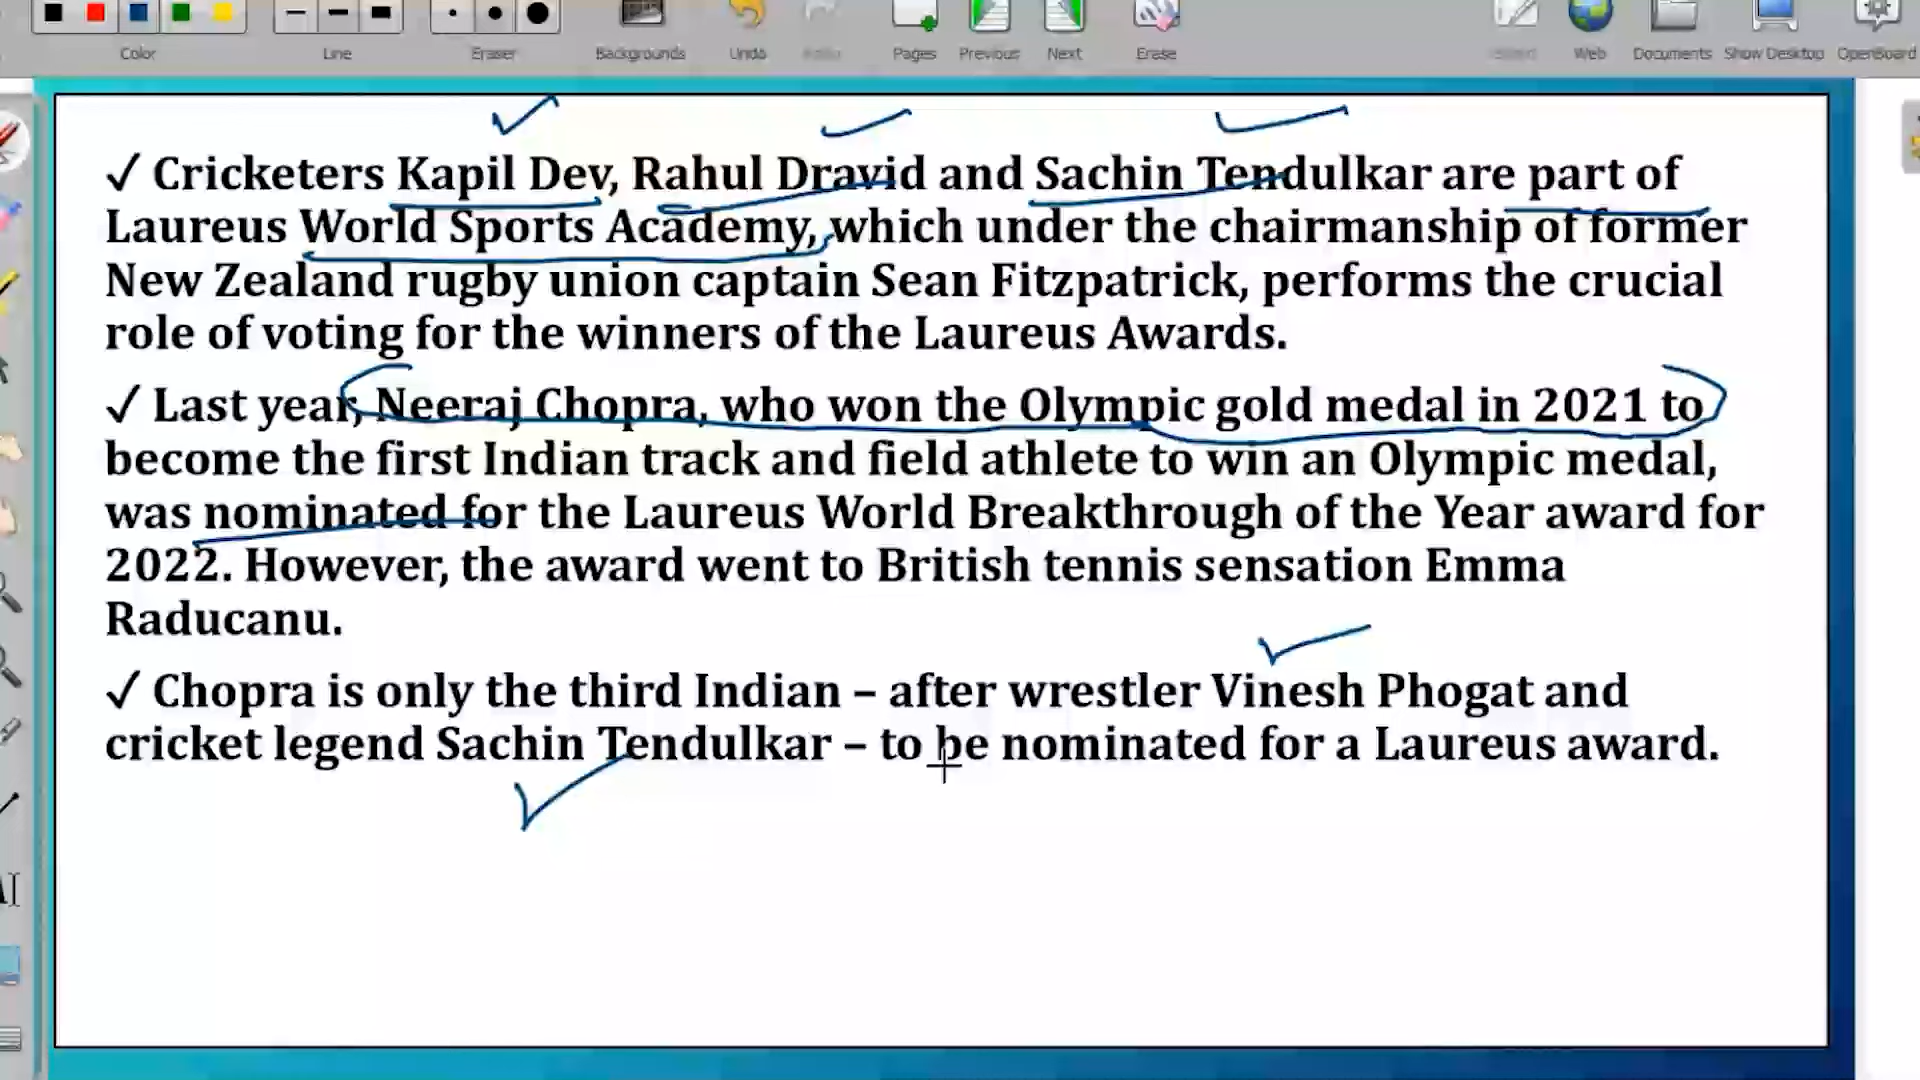 Color
Line
Eraser
Backgrounds
Undo
Pages
Previous
Next
Erase
Web
Documents
Show Desktop
OpenBoard
✓ Cricketers Kapil Dev, Rahul Dravid and Sachin Tendulkar are part of
Laureus World Sports Academy, which under the chairmanship of former
New Zealand rugby union captain Sean Fitzpatrick, performs the crucial
role of voting for the winners of the Laureus Awards.
✓ Last year, Neeraj Chopra, who won the Olympic gold medal in 2021 to
become the first Indian track and field athlete to win an Olympic medal,
was nominated for the Laureus World Breakthrough of the Year award for
2022. However, the award went to British tennis sensation Emma
Raducanu.
✓ Chopra is only the third Indian – after wrestler Vinesh Phogat and
cricket legend Sachin Tendulkar – to be nominated for a Laureus award.